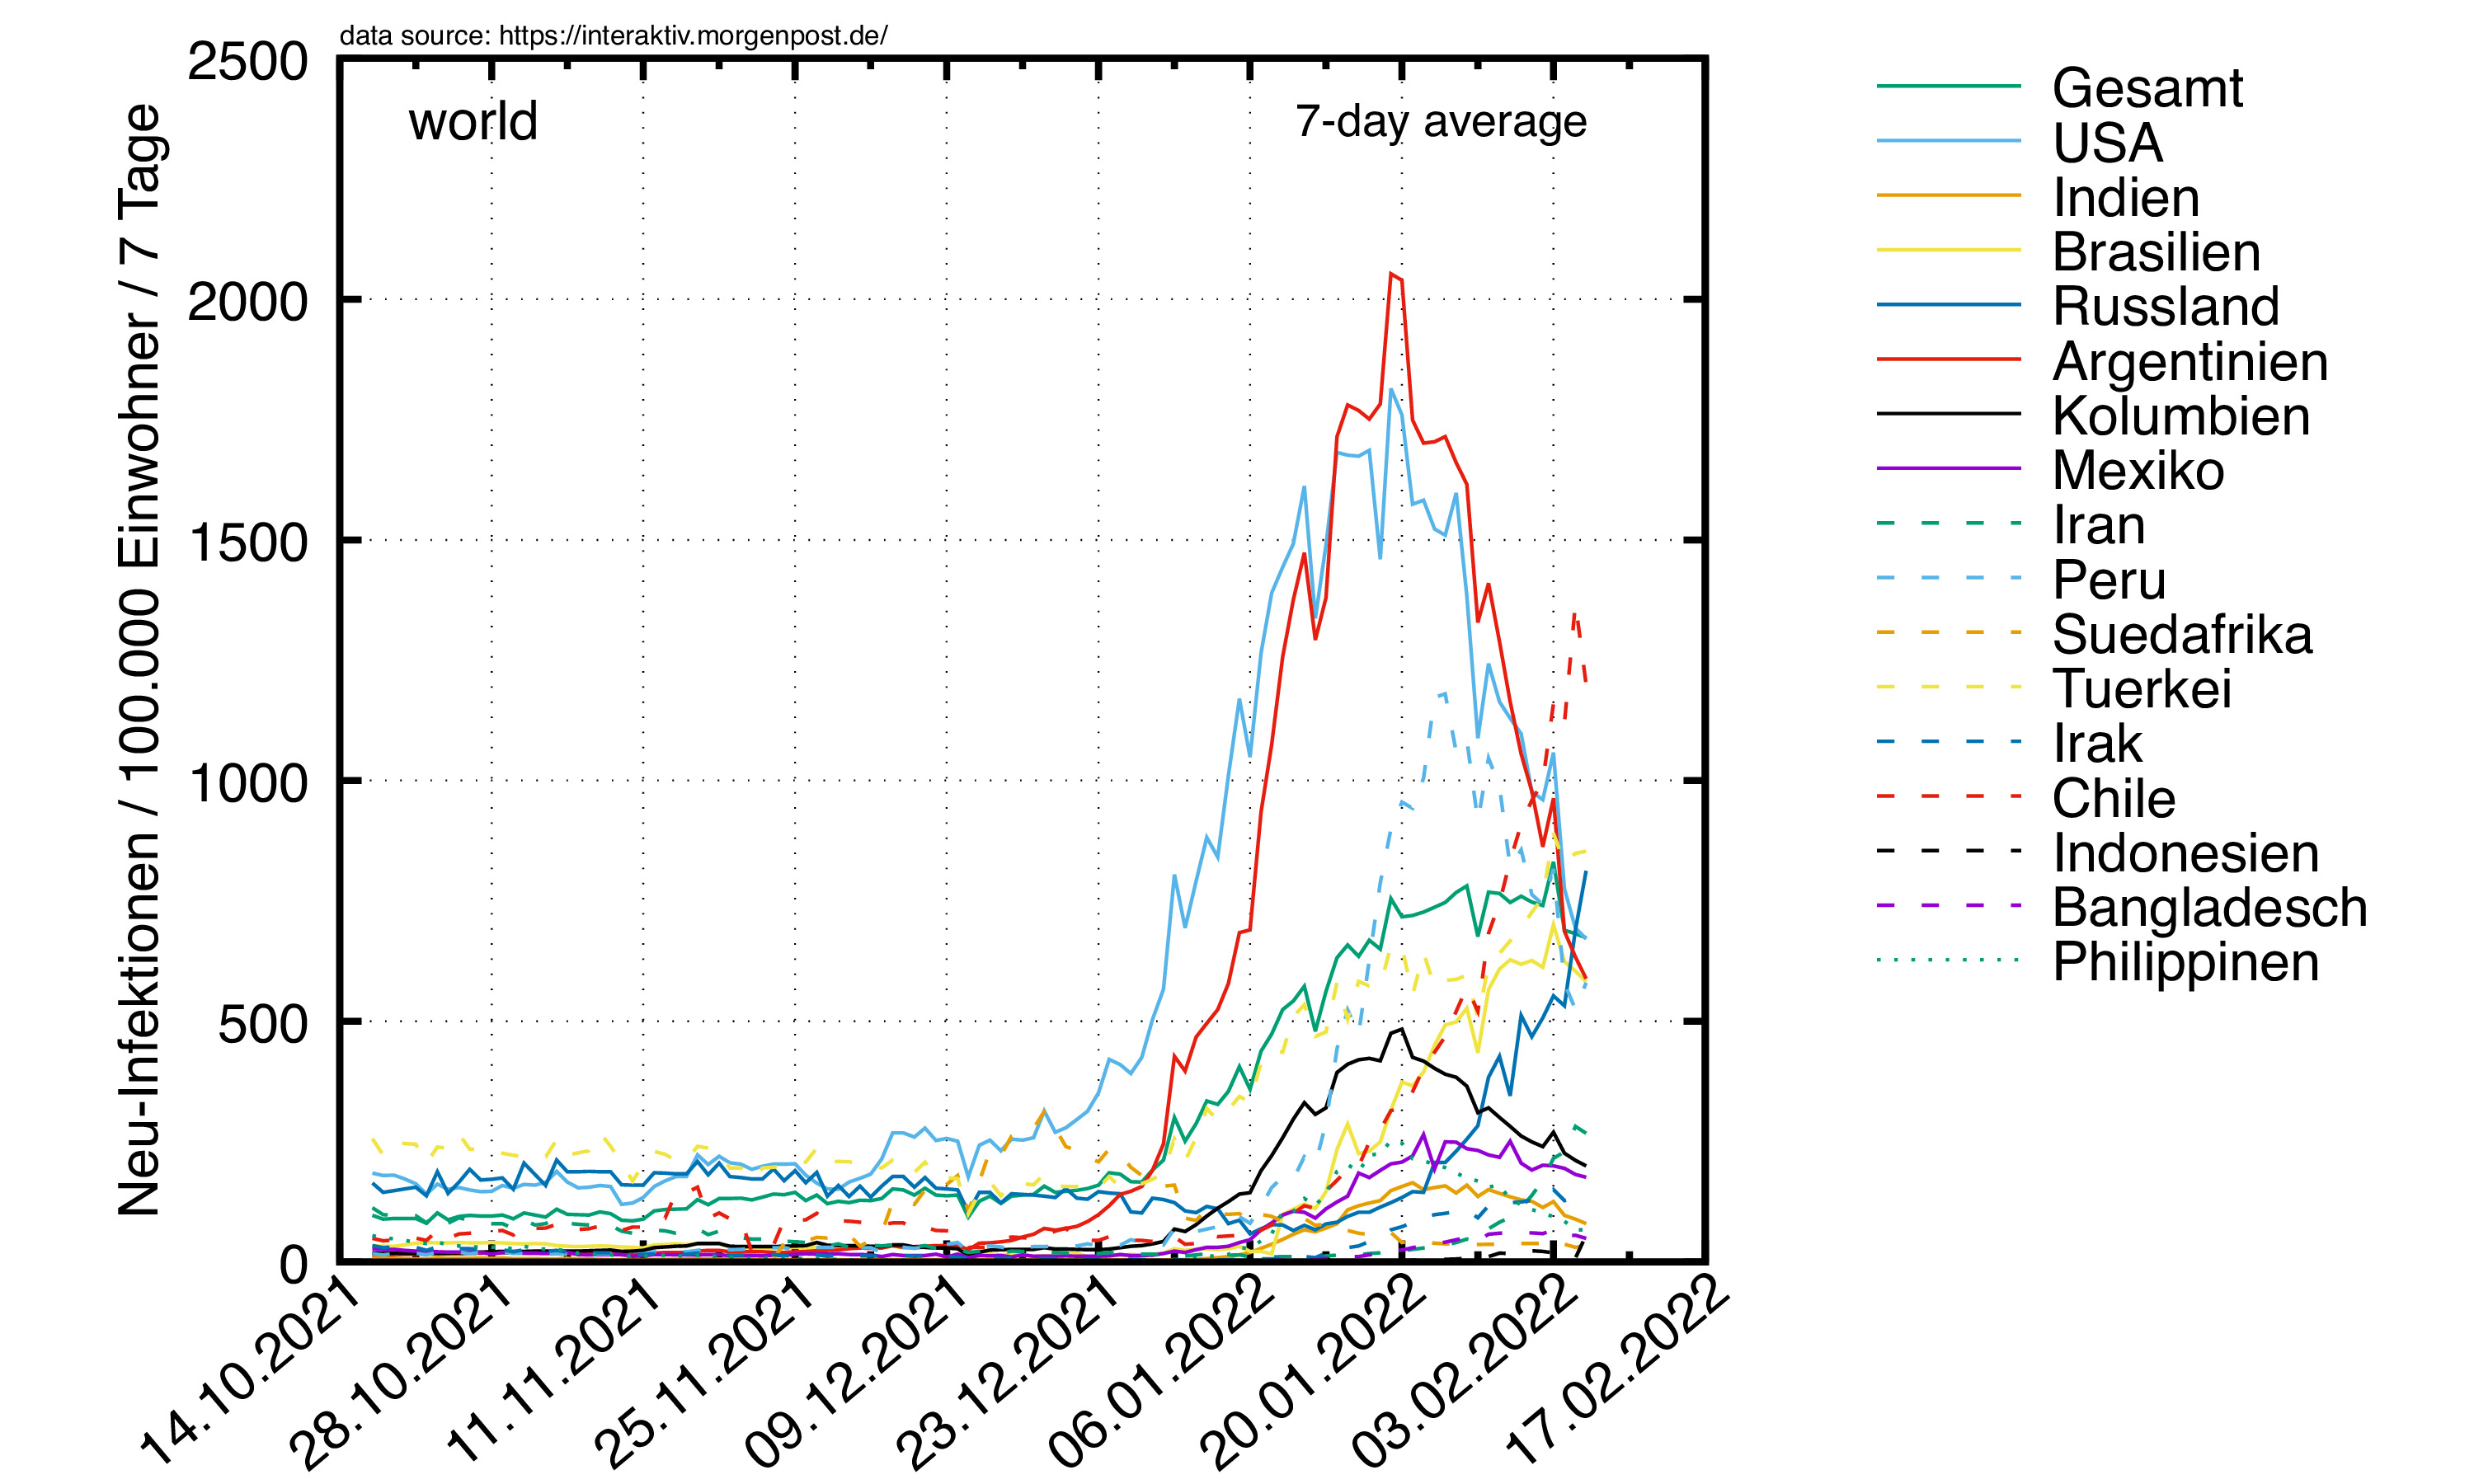 data source: https://interaktiv.morgenpost.de/
world
7-day average
Neu-Infektionen / 100.000 Einwohner / 7 Tage
2500
2000
1500
1000
500
0
14.10.2021
28.10.2021
11.11.2021
25.11.2021
09.12.2021
23.12.2021
06.01.2022
20.01.2022
03.02.2022
17.02.2022
Gesamt
USA
Indien
Brasilien
Russland
Argentinien
Kolumbien
Mexiko
Iran
Peru
Suedafrika
Tuerkei
Irak
Chile
Indonesien
Bangladesch
Philippinen